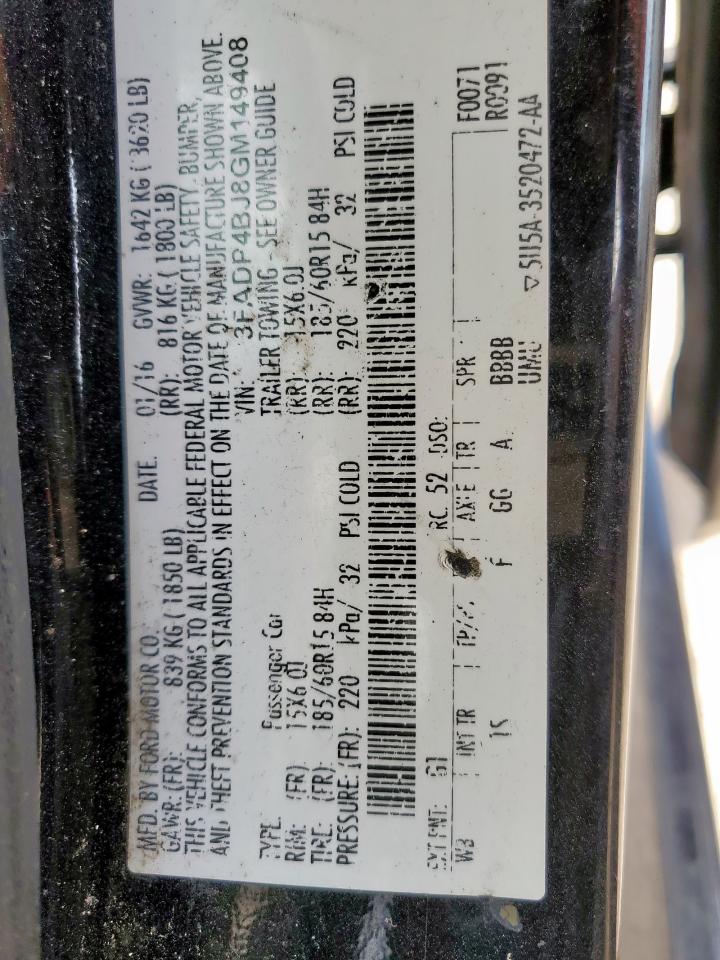 MFD. BY FORD MOTOR CO. DATE: 01/16 GVWR: 1642 KG ( 3620 LB)
GAWR: (FR): 839 KG ( 1850 LB) (RR): 816 KG ( 1800 LB)
THIS VEHICLE CONFORMS TO ALL APPLICABLE FEDERAL MOTOR VEHICLE SAFETY, BUMPER,
AND THEFT PREVENTION STANDARDS IN EFFECT ON THE DATE OF MANUFACTURE SHOWN ABOVE.
VIN: 3FADP4BJ8GM149408
TYPE: Passenger Car TRAILER TOWING - SEE OWNER GUIDE
RIM: (FR) 15X6.0J (RR) 15X6.0J
TIRE: (FR) 185/60R15 84H (RR): 185/60R15 84H
PRESSURE: (FR): 220 kPa/ 32 PSI COLD (RR): 220 kPa/ 32 PSI COLD
EXT PNT: G1 RC: 52 DSO:
WB INT TR TP/PS AXLE TR SPR F0071
15 F GG A BBBB R0091
UMC
5U5A-3520472-AA